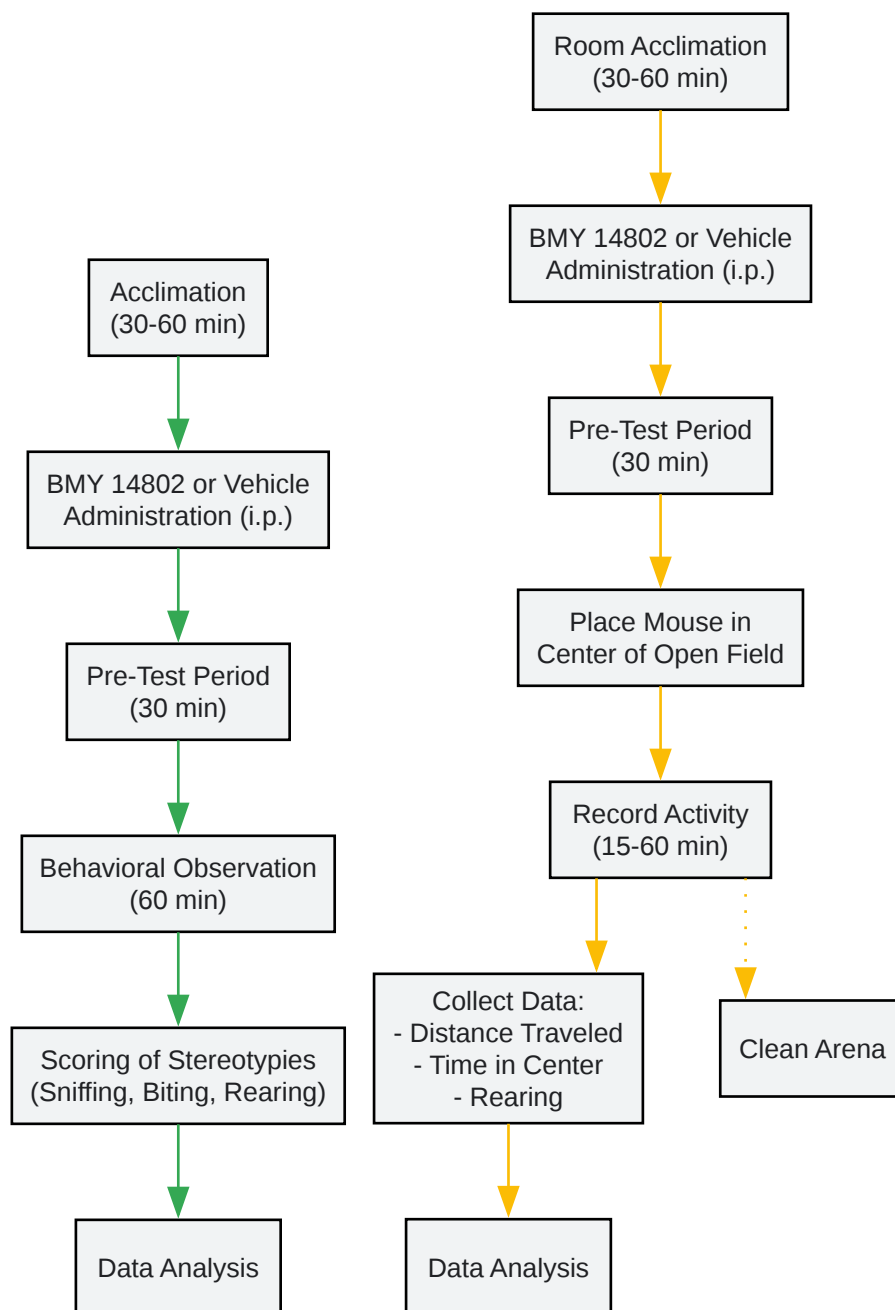 Acclimation
(30-60 min)
BMY 14802 or Vehicle
Administration (i.p.)
Pre-Test Period
(30 min)
Behavioral Observation
(60 min)
Scoring of Stereotypies
(Sniffing, Biting, Rearing)
Data Analysis
Room Acclimation
(30-60 min)
BMY 14802 or Vehicle
Administration (i.p.)
Pre-Test Period
(30 min)
Place Mouse in
Center of Open Field
Record Activity
(15-60 min)
Collect Data:
- Distance Traveled
- Time in Center
- Rearing
Clean Arena
Data Analysis